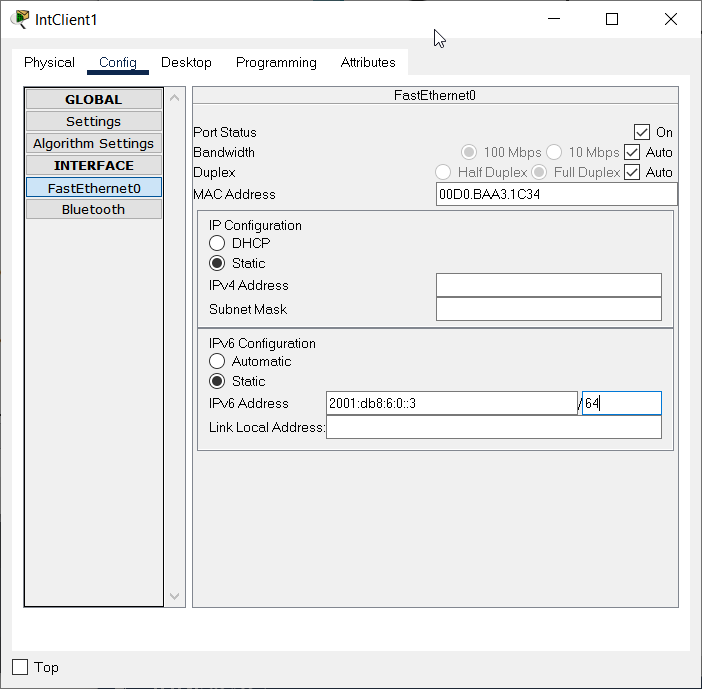 IntClient1
Physical Config Desktop Programming Attributes
GLOBAL
Settings
Algorithm Settings
INTERFACE
FastEthernet0
Bluetooth
FastEthernet0
Port Status On
Bandwidth 100 Mbps 10 Mbps Auto
Duplex Half Duplex Full Duplex Auto
MAC Address 00D0.BAA3.1C34
IP Configuration
DHCP
Static
IPv4 Address
Subnet Mask
IPv6 Configuration
Automatic
Static
IPv6 Address 2001:db8:6:0::3 / 64
Link Local Address:
Top